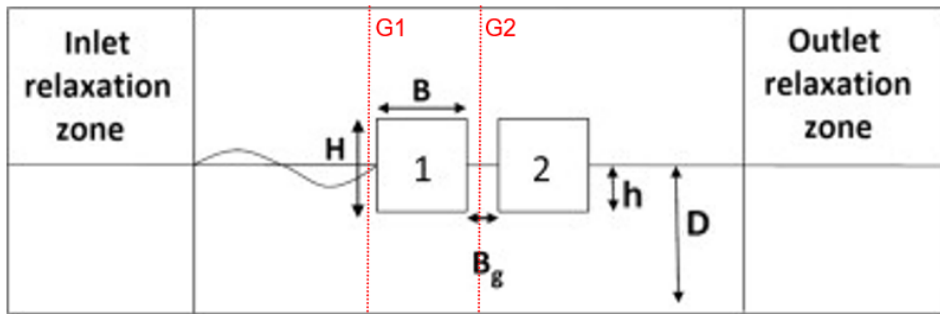 Inlet
relaxation
zone
G1
G2
Outlet
relaxation
zone
B
H
1
2
h
D
Bg